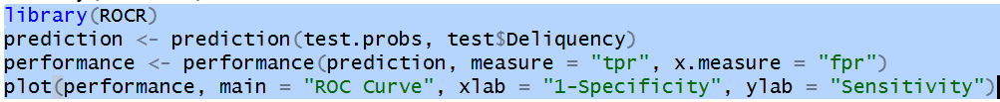 library(ROCR)
prediction <- prediction(test.probs, test$Deliquency)
performance <- performance(prediction, measure = "tpr", x.measure = "fpr")
plot(performance, main = "ROC Curve", xlab = "1-Specificity", ylab = "Sensitivity")